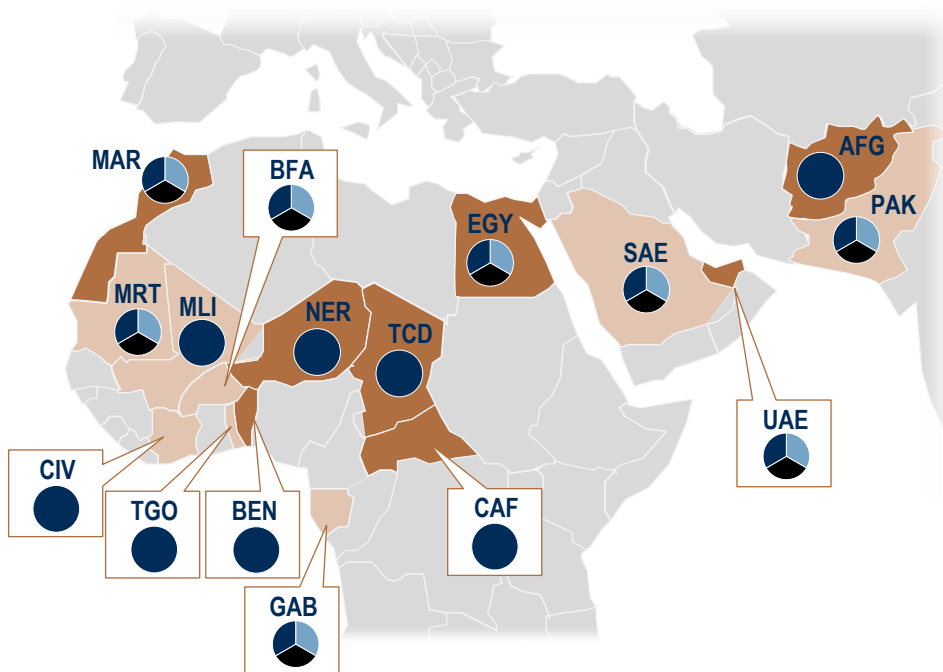 MAR
BFA
AFG
PAK
EGY
SAE
MRT
MLI
NER
TCD
UAE
CIV
TGO
BEN
CAF
GAB